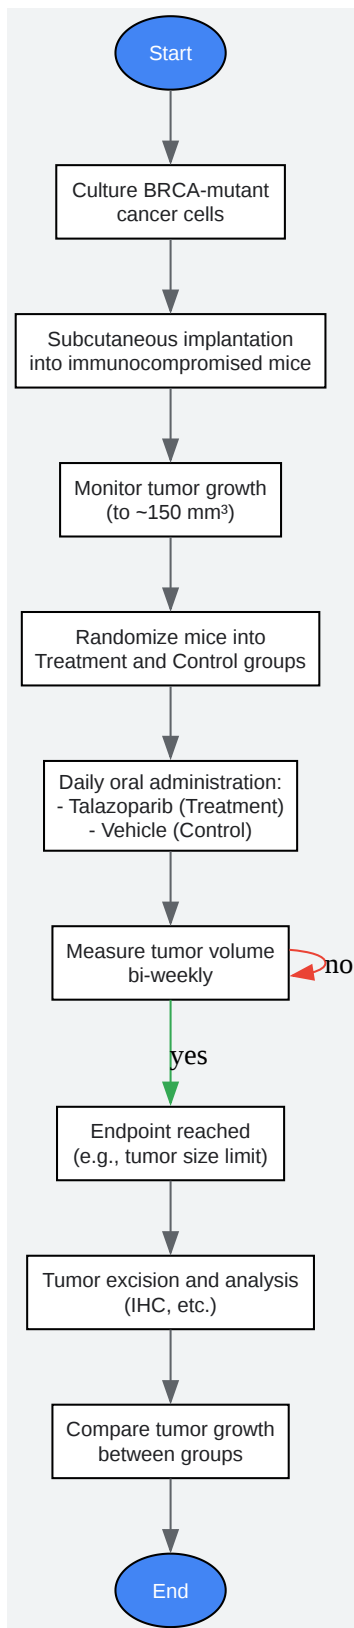 Start
Culture BRCA-mutant
cancer cells
Subcutaneous implantation
into immunocompromised mice
Monitor tumor growth
(to ~150 mm³)
Randomize mice into
Treatment and Control groups
Daily oral administration:
- Talazoparib (Treatment)
- Vehicle (Control)
Measure tumor volume
bi-weekly
no
yes
Endpoint reached
(e.g., tumor size limit)
Tumor excision and analysis
(IHC, etc.)
Compare tumor growth
between groups
End